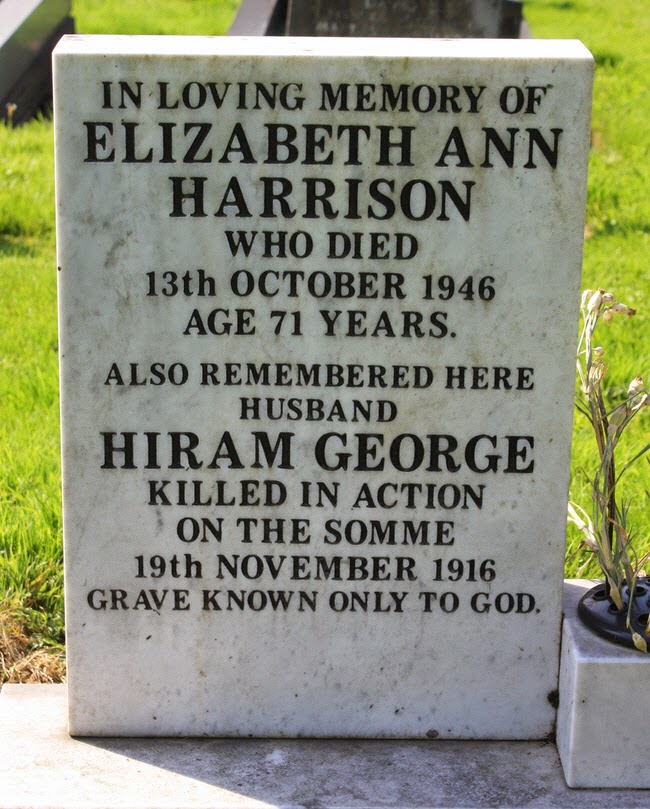 IN LOVING MEMORY OF
ELIZABETH ANN
HARRISON
WHO DIED
13th OCTOBER 1946
AGE 71 YEARS.
ALSO REMEMBERED HERE
HUSBAND
HIRAM GEORGE
KILLED IN ACTION
ON THE SOMME
19th NOVEMBER 1916
GRAVE KNOWN ONLY TO GOD.